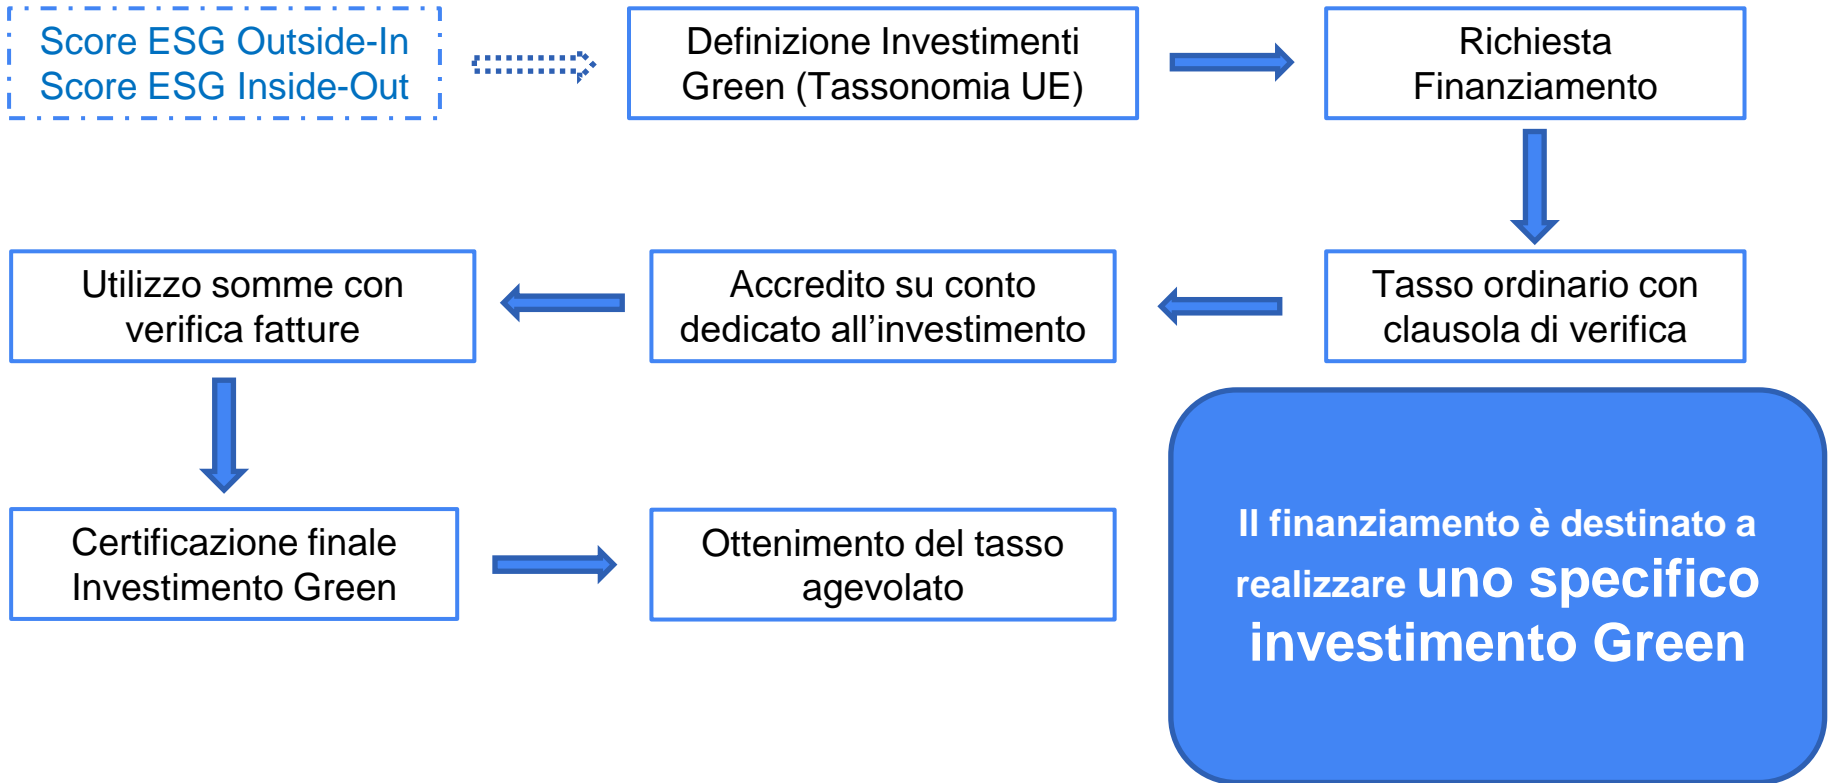 Score ESG Outside-In
Score ESG Inside-Out
Definizione Investimenti
Green (Tassonomia UE)
Richiesta
Finanziamento
Tasso ordinario con
clausola di verifica
Accredito su conto
dedicato all’investimento
Utilizzo somme con
verifica fatture
Certificazione finale
Investimento Green
Ottenimento del tasso
agevolato
Il finanziamento è destinato a
realizzare uno specifico
investimento Green